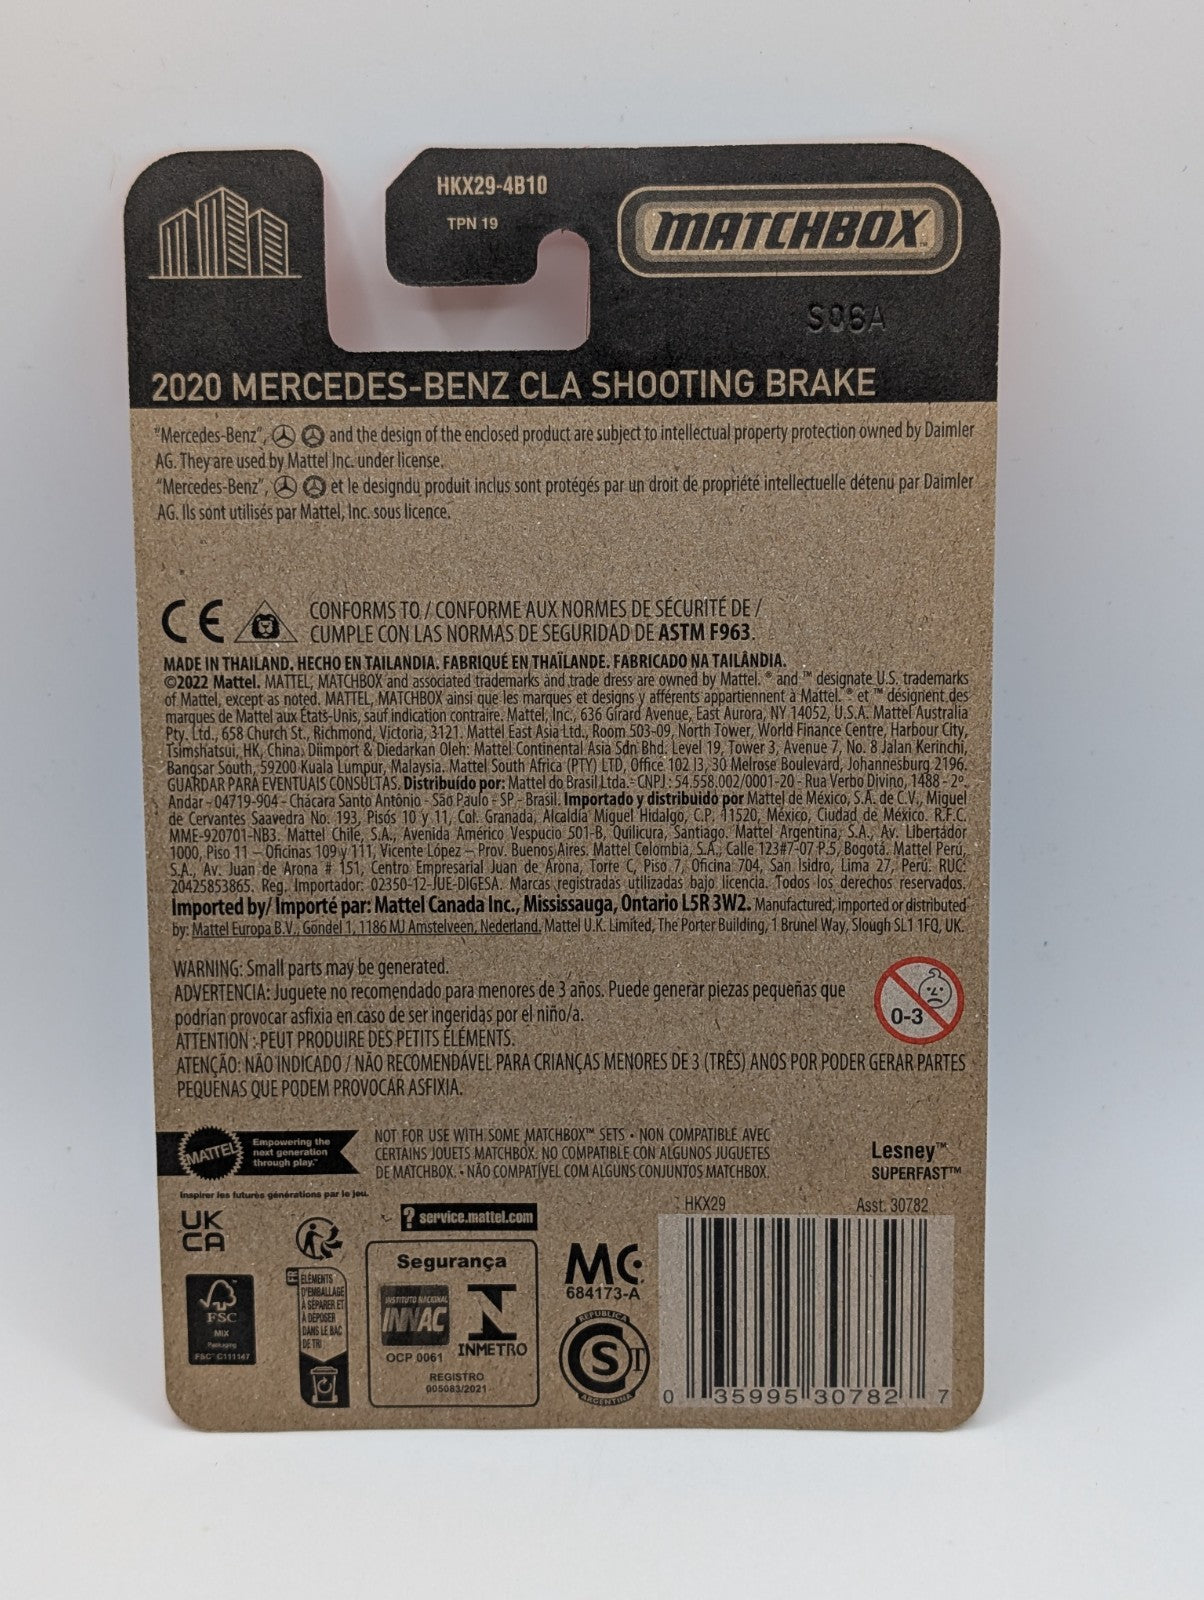 HKX29-4B10
TPN 19
MATCHBOX
S06A
2020 MERCEDES-BENZ CLA SHOOTING BRAKE
"Mercedes-Benz", and the design of the enclosed product are subject to intellectual property protection owned by Daimler
AG. They are used by Mattel Inc. under license.
"Mercedes-Benz", et le designdu produit inclus sont protégés par un droit de propriété intellectuelle détenu par Daimler
AG. Ils sont utilisés par Mattel, Inc. sous licence.
CE
CONFORMS TO / CONFORME AUX NORMES DE SÉCURITÉ DE /
CUMPLE CON LAS NORMAS DE SEGURIDAD DE ASTM F963.
MADE IN THAILAND. HECHO EN TAILANDIA. FABRIQUÉ EN THAÏLANDE. FABRICADO NA TAILÂNDIA.
©2022 Mattel. MATTEL, MATCHBOX and associated trademarks and trade dress are owned by Mattel. ® and ™ designate U.S. trademarks
of Mattel, except as noted. MATTEL, MATCHBOX ainsi que les marques et designs y afférents appartiennent à Mattel. ® et ™ désignent des
marques de Mattel aux États-Unis, sauf indication contraire. Mattel, Inc., 636 Girard Avenue, East Aurora, NY 14052, U.S.A. Mattel Australia
Pty. Ltd., 658 Church St., Richmond, Victoria, 3121. Mattel East Asia Ltd., Room 503-09, North Tower, World Finance Centre, Harbour City,
Tsimshatsui, HK, China. Diimport & Diedarkan Oleh: Mattel Continental Asia Sdn Bhd. Level 19, Tower 3, Avenue 7, No. 8 Jalan Kerinchi,
Bangsar South, 59200 Kuala Lumpur, Malaysia. Mattel South Africa (PTY) LTD, Office 102 I3, 30 Melrose Boulevard, Johannesburg 2196.
GUARDAR PARA EVENTUAIS CONSULTAS. Distribuído por: Mattel do Brasil Ltda.- CNPJ : 54.558.002/0001-20 - Rua Verbo Divino, 1488 - 2º.
Andar - 04719-904 - Chácara Santo Antônio - São Paulo - SP - Brasil. Importado y distribuido por Mattel de México, S.A. de C.V., Miguel
de Cervantes Saavedra No. 193, Pisos 10 y 11, Col. Granada, Alcaldía Miguel Hidalgo, C.P. 11520, México, Ciudad de México. R.F.C.
MME-920701-NB3. Mattel Chile, S.A., Avenida Américo Vespucio 501-B, Quilicura, Santiago. Mattel Argentina, S.A., Av. Libertador
1000, Piso 11 – Oficinas 109 y 111, Vicente López – Prov. Buenos Aires. Mattel Colombia, S.A., Calle 123#7-07 P.5, Bogotá. Mattel Perú,
S.A., Av. Juan de Arona # 151, Centro Empresarial Juan de Arona, Torre C, Piso 7, Oficina 704, San Isidro, Lima 27, Perú. RUC:
20425853865. Reg. Importador: 02350-12-JUE-DIGESA. Marcas registradas utilizadas bajo licencia. Todos los derechos reservados.
Imported by/ Importé par: Mattel Canada Inc., Mississauga, Ontario L5R 3W2. Manufactured, imported or distributed
by: Mattel Europa B.V., Gondel 1, 1186 MJ Amstelveen, Nederland. Mattel U.K. Limited, The Porter Building, 1 Brunel Way, Slough SL1 1FQ, UK.
WARNING: Small parts may be generated.
ADVERTENCIA: Juguete no recomendado para menores de 3 años. Puede generar piezas pequeñas que
podrían provocar asfixia en caso de ser ingeridas por el niño/a.
ATTENTION : PEUT PRODUIRE DES PETITS ÉLÉMENTS.
ATENÇÃO: NÃO INDICADO / NÃO RECOMENDÁVEL PARA CRIANÇAS MENORES DE 3 (TRÊS) ANOS POR PODER GERAR PARTES
PEQUENAS QUE PODEM PROVOCAR ASFIXIA.
0-3
MATTEL
Empowering the
next generation
through play.™
Inspirer les futures générations par le jeu.
NOT FOR USE WITH SOME MATCHBOX™ SETS • NON COMPATIBLE AVEC
CERTAINS JOUETS MATCHBOX. NO COMPATIBLE CON ALGUNOS JUGUETES
DE MATCHBOX. • NÃO COMPATÍVEL COM ALGUNS CONJUNTOS MATCHBOX.
Lesney™
SUPERFAST™
UK
CA
? service.mattel.com
HKX29
Asst. 30782
FSC
MIX
Packaging
FSC™ C111147
FR
ÉLÉMENTS
D'EMBALLAGE
À SÉPARER ET
À DÉPOSER
DANS LE BAC
DE TRI
Segurança
INSTITUTO NACIONAL
INNAC
OCP 0061
INMETRO
REGISTRO
005083/2021
MC
684173-A
REPUBLICA
S
T
ARGENTINA
0 35995 30782 7